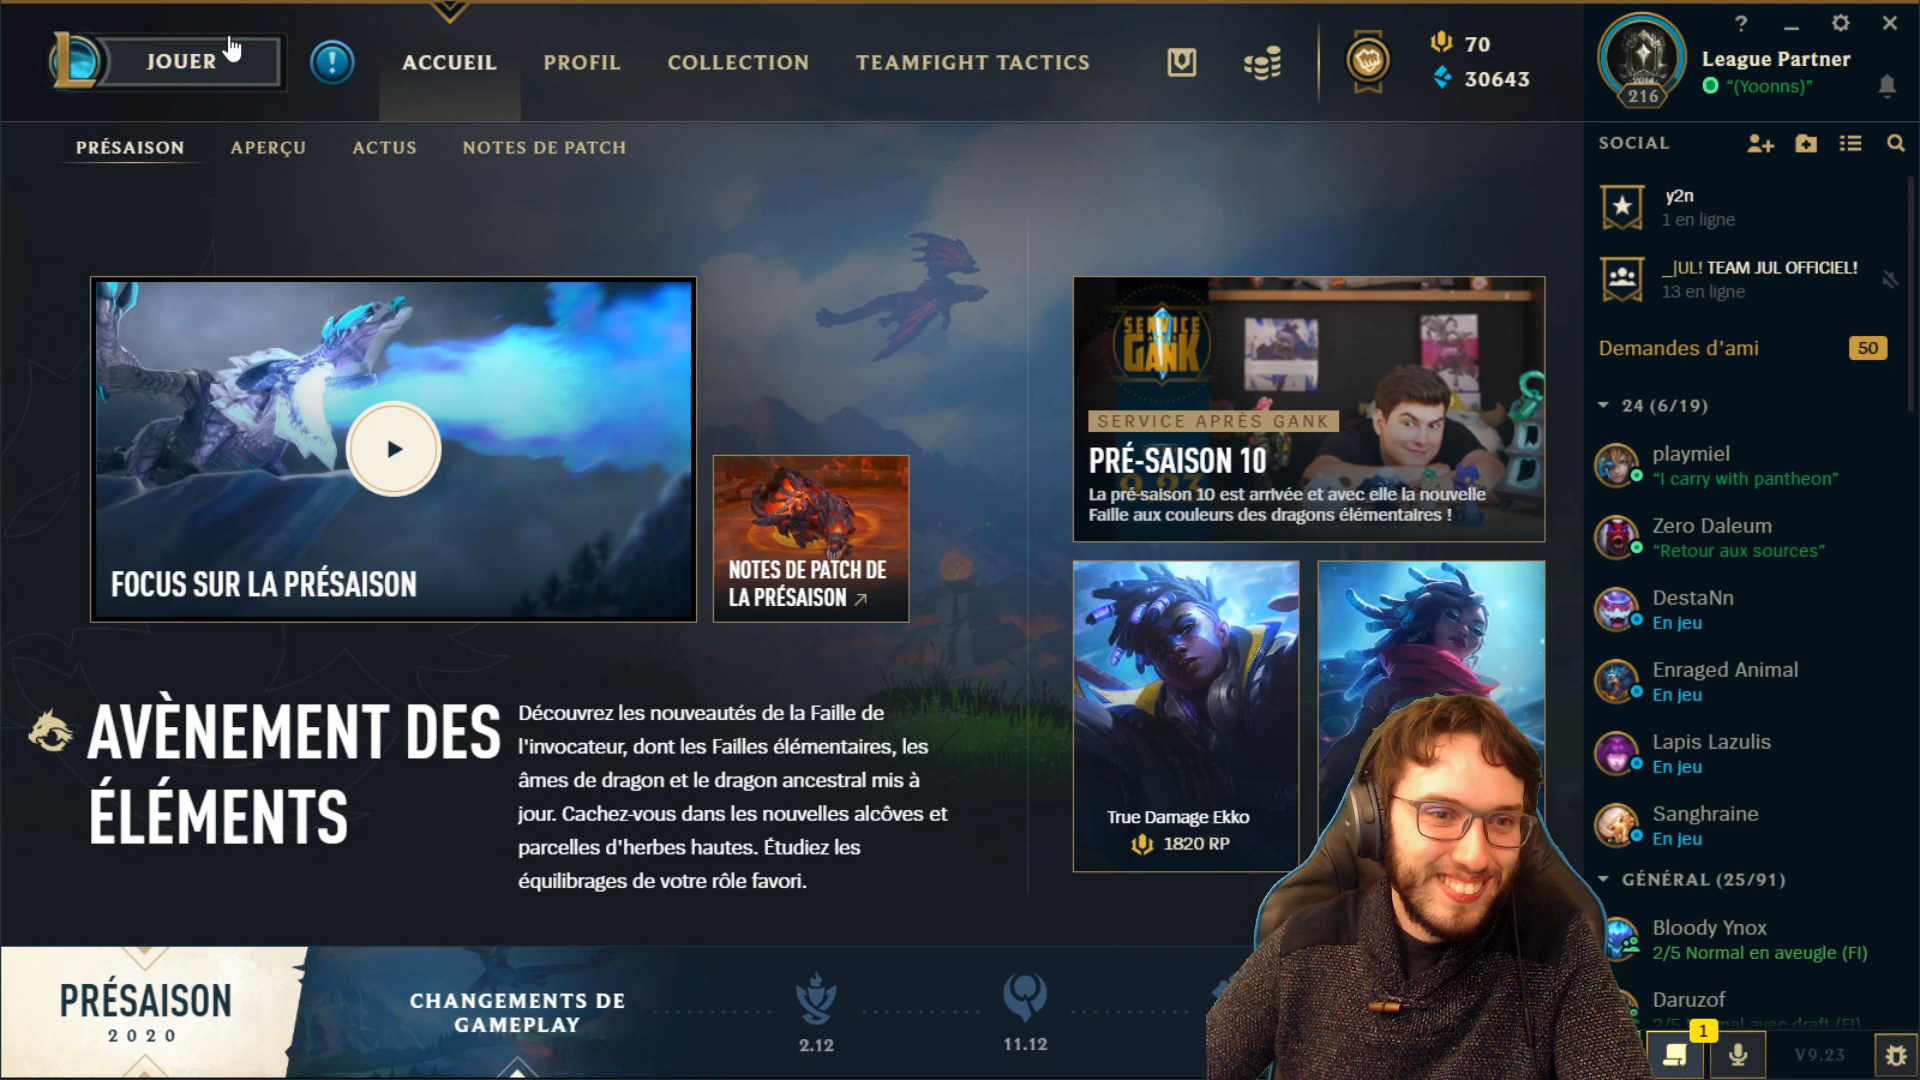 JOUER
ACCUEIL
PROFIL
COLLECTION
TEAMFIGHT TACTICS
70
30643
216
League Partner
“(Yoonns)”
PRÉSAISON
APERÇU
ACTUS
NOTES DE PATCH
FOCUS SUR LA PRÉSAISON
NOTES DE PATCH DE
LA PRÉSAISON
SERVICE
GANK
SERVICE APRÈS GANK
PRÉ-SAISON 10
9.23
La pré-saison 10 est arrivée et avec elle la nouvelle
Faille aux couleurs des dragons élémentaires !
True Damage Ekko
1820 RP
AVÈNEMENT DES
ÉLÉMENTS
Découvrez les nouveautés de la Faille de
l'invocateur, dont les Failles élémentaires, les
âmes de dragon et le dragon ancestral mis à
jour. Cachez-vous dans les nouvelles alcôves et
parcelles d'herbes hautes. Étudiez les
équilibrages de votre rôle favori.
PRÉSAISON
2020
CHANGEMENTS DE
GAMEPLAY
2.12
11.12
SOCIAL
y2n
1 en ligne
_|UL! TEAM JUL OFFICIEL!
13 en ligne
Demandes d'ami
50
24 (6/19)
playmiel
“I carry with pantheon”
Zero Daleum
“Retour aux sources”
DestaNn
En jeu
Enraged Animal
En jeu
Lapis Lazulis
En jeu
Sanghraine
En jeu
GÉNÉRAL (25/91)
Bloody Ynox
2/5 Normal en aveugle (FI)
Daruzof
avec draft (FI)
1
V9.23